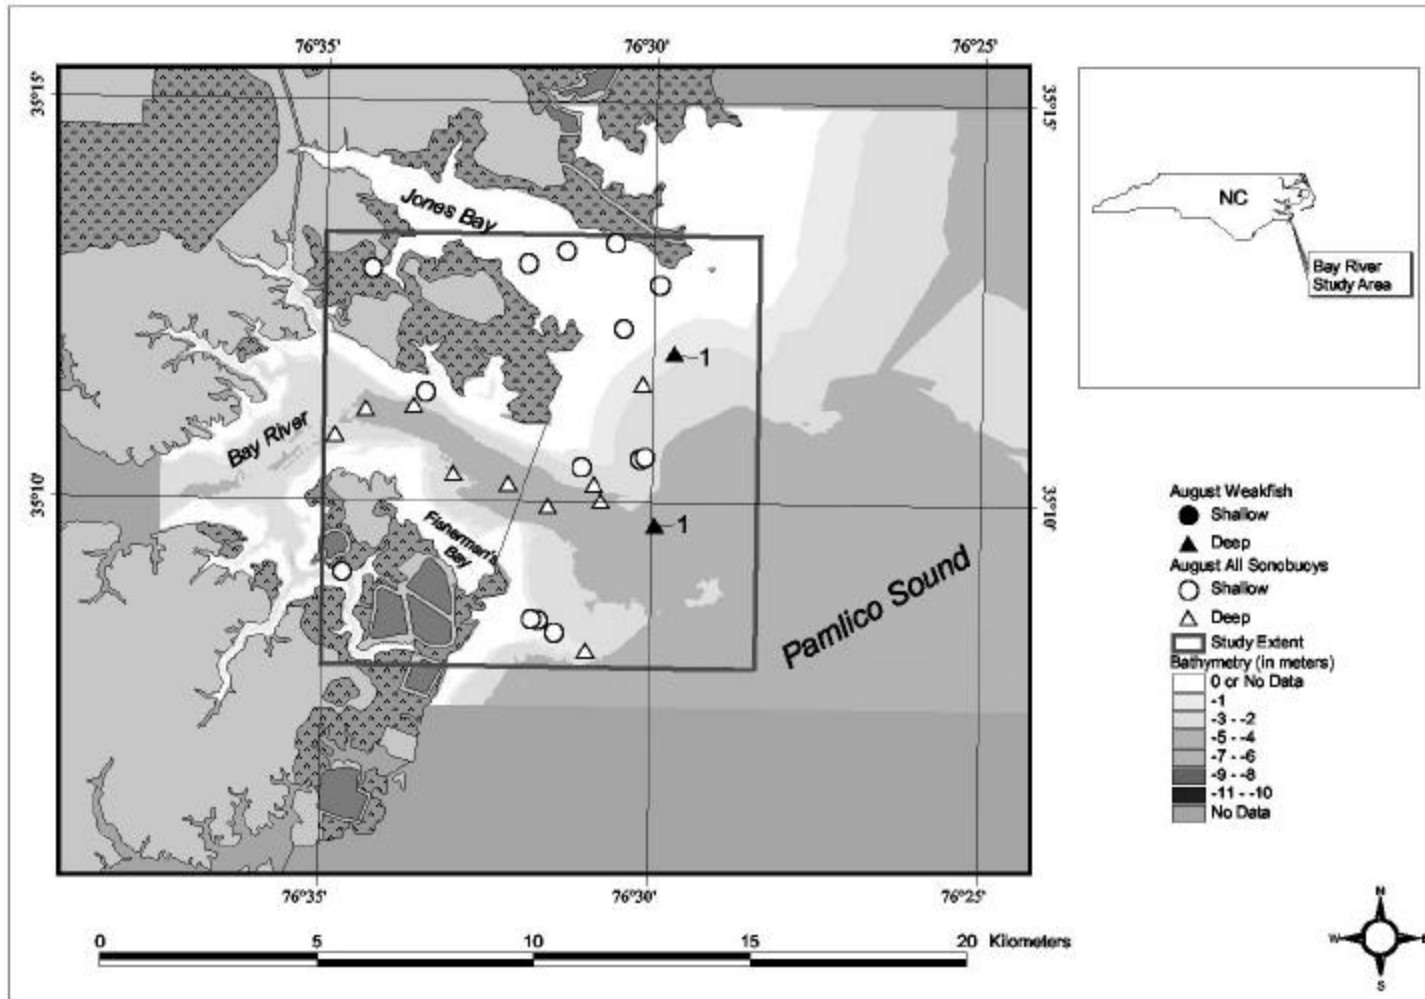 76°35'
76°30'
76°25'
35°15'
35°15'
Jones Bay
NC
Bay River
Study Area
1
Bay River
35°10'
35°10'
Fisherman's
Bay
1
Pamlico Sound
August Weakfish
Shallow
Deep
August All Sonobuoys
Shallow
Deep
Study Extent
Bathymetry (in meters)
0 or No Data
-1
-3 - -2
-5 - -4
-7 - -6
-9 - -8
-11 - -10
No Data
76°35'
76°30'
76°25'
0
5
10
15
20 Kilometers
N
W
S